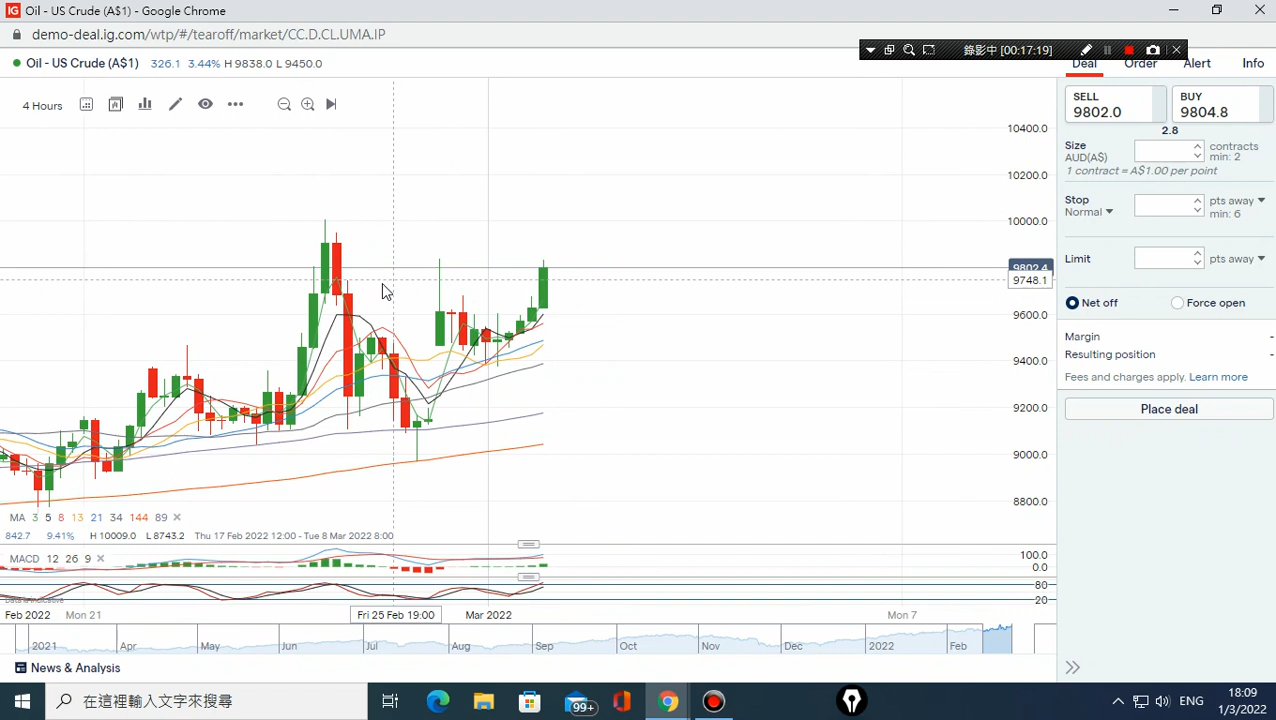 IG Oil - US Crude (A$1) - Google Chrome
demo-deal.ig.com/wtp/#/tearoff/market/CC.D.CL.UMA.IP
錄影中 [00:17:19]
Oil - US Crude (A$1) 326.1 3.44% H 9838.0 L 9450.0
Deal Order Alert Info
4 Hours
SELL
9802.0
BUY
9804.8
2.8
Size
AUD(A$)
contracts
min: 2
1 contract = A$1.00 per point
Stop
Normal
pts away
min: 6
Limit
pts away
Net off
Force open
Margin -
Resulting position -
Fees and charges apply. Learn more
Place deal
10400.0
10200.0
10000.0
9802.4
9748.1
9600.0
9400.0
9200.0
9000.0
8800.0
MA 3 5 8 13 21 34 144 89
842.7 9.41% H 10009.0 L 8743.2 Thu 17 Feb 2022 12:00 - Tue 8 Mar 2022 8:00
MACD 12 26 9
100.0
0.0
80
20
Feb 2022 Mon 21 Fri 25 Feb 19:00 Mar 2022 Mon 7
2021 Apr May Jun Jul Aug Sep Oct Nov Dec 2022 Feb
News & Analysis
在這裡輸入文字來搜尋
99+
ENG
18:09
1/3/2022